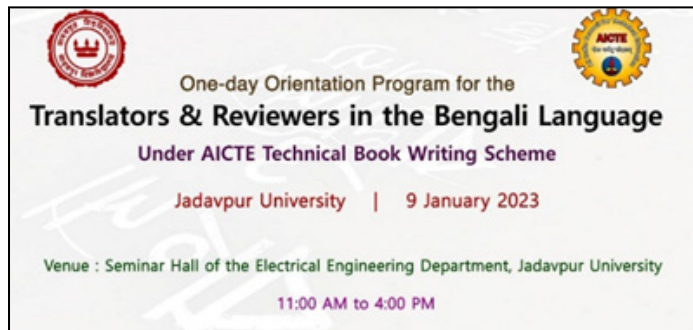 AICTE
One-day Orientation Program for the
Translators & Reviewers in the Bengali Language
Under AICTE Technical Book Writing Scheme
Jadavpur University | 9 January 2023
Venue : Seminar Hall of the Electrical Engineering Department, Jadavpur University
11:00 AM to 4:00 PM